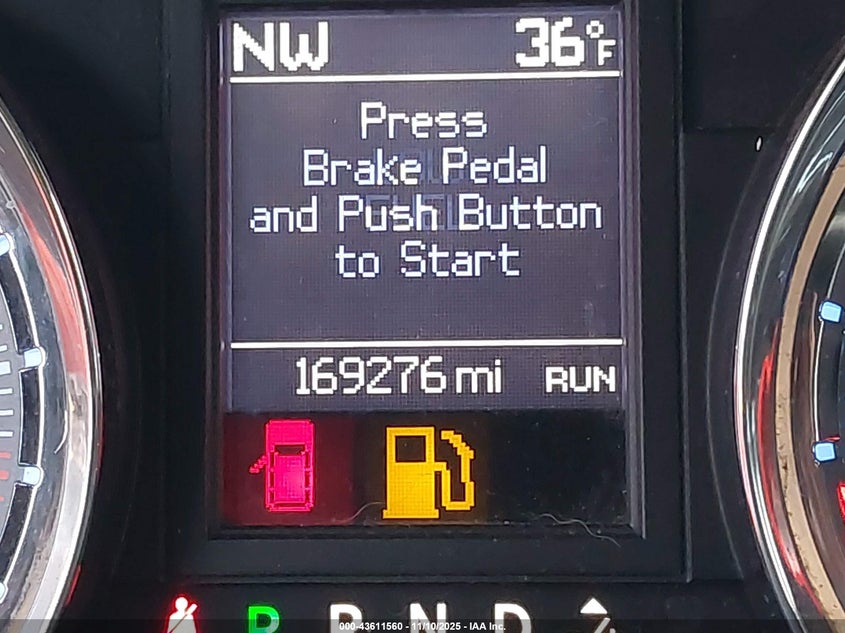 NW 36°F
Press
Brake Pedal
and Push Button
to Start
169276 mi RUN
P R N D
000-43611560 - 11/10/2025 - IAA Inc.